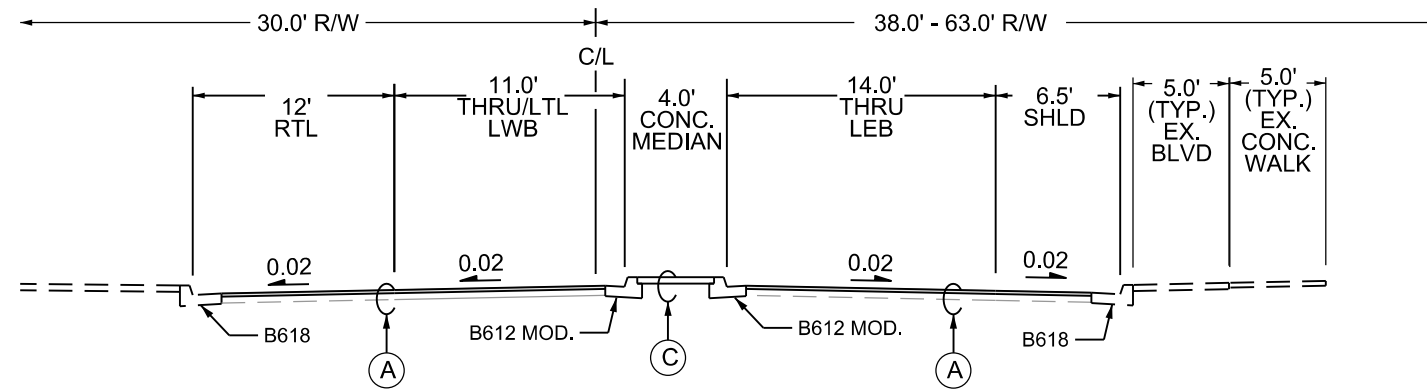 30.0' R/W
38.0' - 63.0' R/W
C/L
12'
RTL
11.0'
THRU/LTL
LWB
4.0'
CONC.
MEDIAN
14.0'
THRU
LEB
6.5'
SHLD
5.0'
(TYP.)
EX.
BLVD
5.0'
(TYP.)
EX.
CONC.
WALK
0.02
0.02
0.02
0.02
B618
A
B612 MOD.
C
B612 MOD.
A
B618